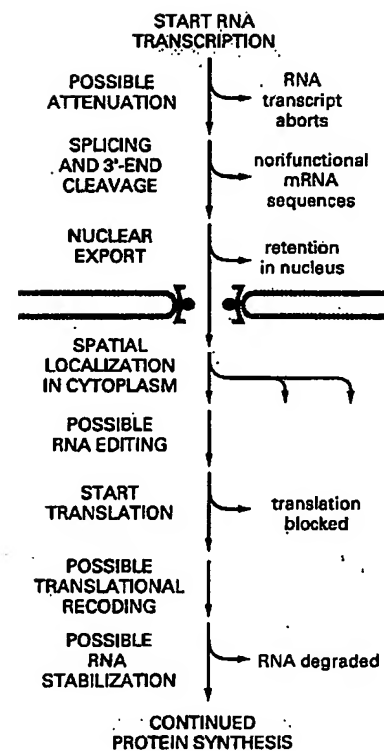 START RNA
TRANSCRIPTION
POSSIBLE
ATTENUATION
RNA
transcript
aborts
SPLICING
AND 3'-END
CLEAVAGE
nonfunctional
mRNA
sequences
NUCLEAR
EXPORT
retention
in nucleus
SPATIAL
LOCALIZATION
IN CYTOPLASM
POSSIBLE
RNA EDITING
START
TRANSLATION
translation
blocked
POSSIBLE
TRANSLATIONAL
RECODING
POSSIBLE
RNA
STABILIZATION
RNA degraded
CONTINUED
PROTEIN SYNTHESIS